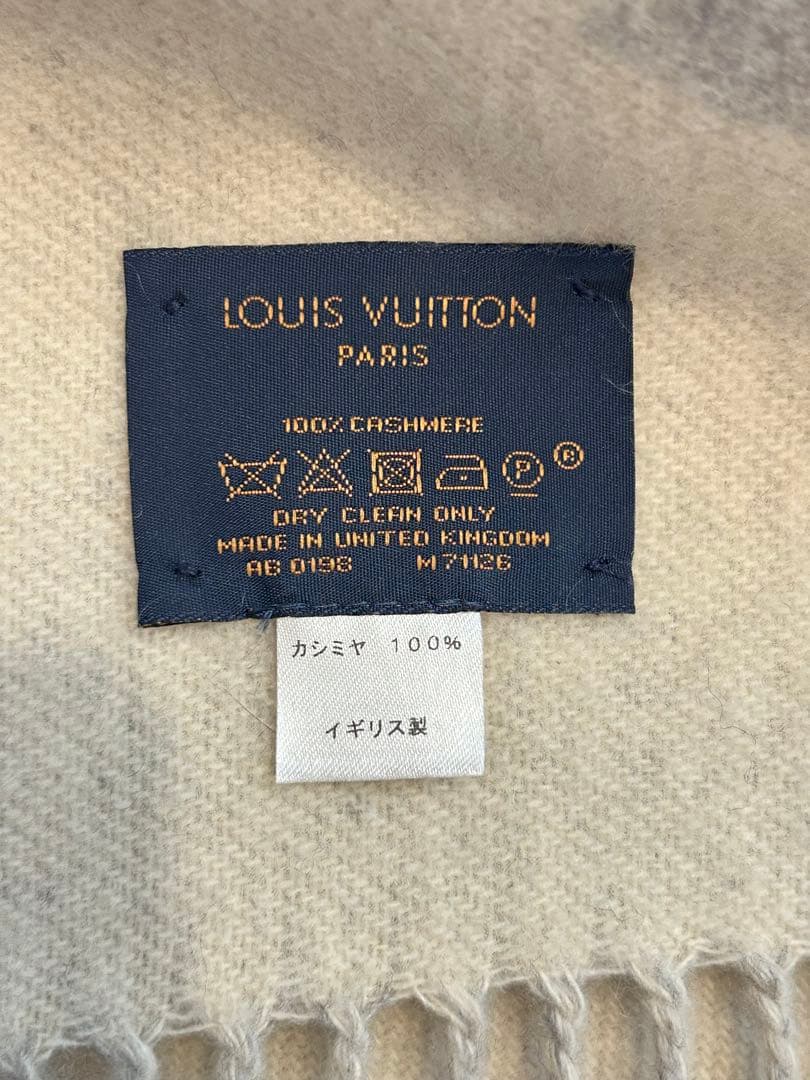 LOUIS VUITTON
PARIS
100% CASHMERE
P ®
DRY CLEAN ONLY
MADE IN UNITED KINGDOM
AB 0198 M71126
カシミヤ 100%
イギリス製